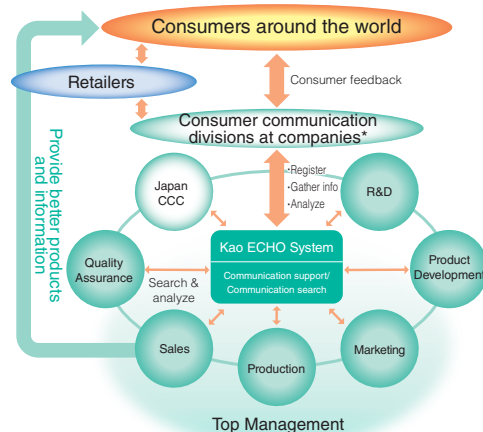 Consumers around the world
Retailers
Consumer feedback
Consumer communication
divisions at companies*
Provide better products
and information
·Register
·Gather info
·Analyze
Japan
CCC
R&D
Kao ECHO System
Communication support/
Communication search
Quality
Assurance
Search &
analyze
Product
Development
Sales
Production
Marketing
Top Management